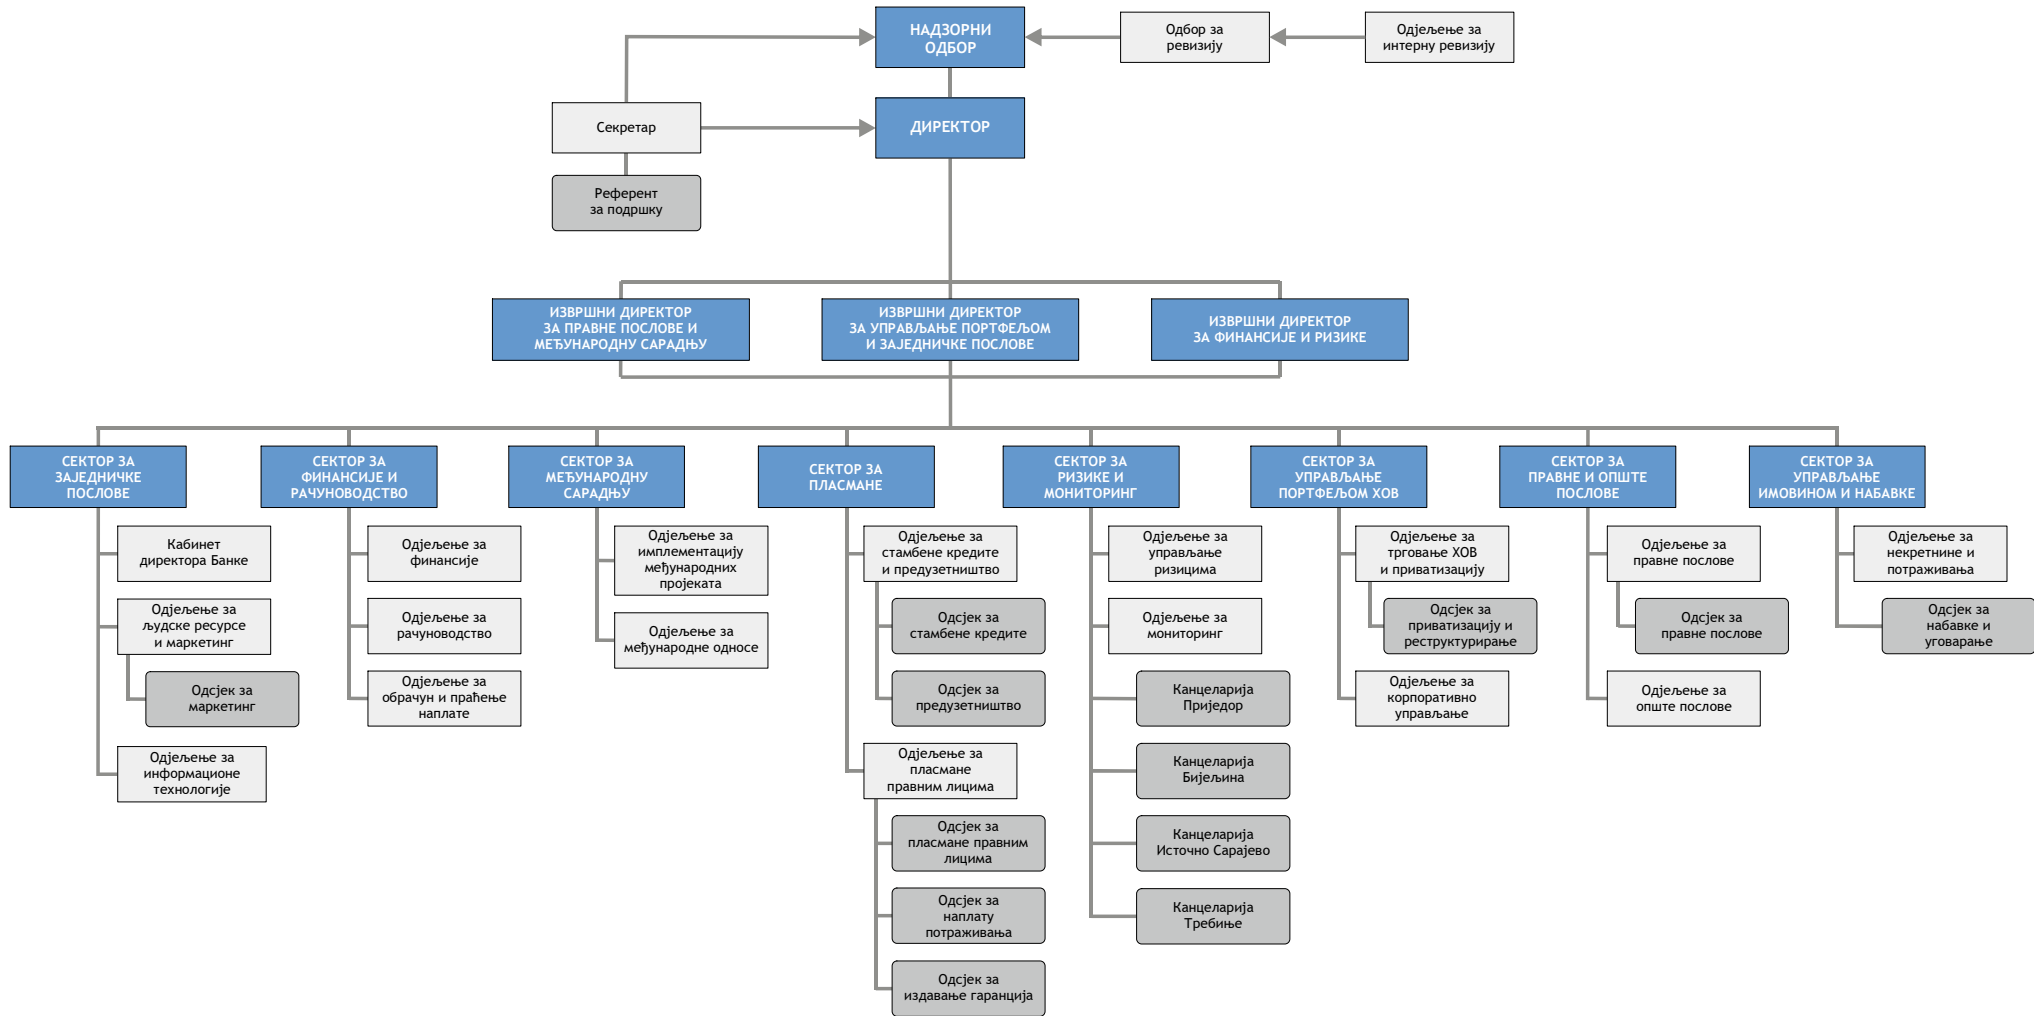 НАДЗОРНИ
ОДБОР
Одбор за
ревизију
Одјељење за
интерну ревизију
Секретар
ДИРЕКТОР
Референт
за подршку
ИЗВРШНИ ДИРЕКТОР
ЗА ПРАВНЕ ПОСЛОВЕ И
МЕЂУНАРОДНУ САРАДЊУ
ИЗВРШНИ ДИРЕКТОР
ЗА УПРАВЉАЊЕ ПОРТФЕЉОМ
И ЗАЈЕДНИЧКЕ ПОСЛОВЕ
ИЗВРШНИ ДИРЕКТОР
ЗА ФИНАНСИЈЕ И РИЗИКЕ
СЕКТОР ЗА
ЗАЈЕДНИЧКЕ
ПОСЛОВЕ
Кабинет
директора Банке
Одјељење за
људске ресурсе
и маркетинг
Одсјек за
маркетинг
Одјељење за
информационе
технологије
СЕКТОР ЗА
ФИНАНСИЈЕ И
РАЧУНОВОДСТВО
Одјељење за
финансије
Одјељење за
рачуноводство
Одјељење за
обрачун и праћење
наплате
СЕКТОР ЗА
МЕЂУНАРОДНУ
САРАДЊУ
Одјељење за
имплементацију
међународних
пројеката
Одјељење за
међународне односе
СЕКТОР ЗА
ПЛАСМАНЕ
Одјељење за
стамбене кредите
и предузетништво
Одсјек за
стамбене кредите
Одсјек за
предузетништво
Одјељење за
пласмане
правним лицима
Одсјек за
пласмане правним
лицима
Одсјек за
наплату
потраживања
Одсјек за
издавање гаранција
СЕКТОР ЗА
РИЗИКЕ И
МОНИТОРИНГ
Одјељење за
управљање
ризицима
Одјељење за
мониторинг
Канцеларија
Приједор
Канцеларија
Бијељина
Канцеларија
Источно Сарајево
Канцеларија
Требиње
СЕКТОР ЗА
УПРАВЉАЊЕ
ПОРТФЕЉОМ ХОВ
Одјељење за
трговање ХОВ
и приватизацију
Одсјек за
приватизацију и
реструктурирање
Одјељење за
корпоративно
управљање
СЕКТОР ЗА
ПРАВНЕ И ОПШТЕ
ПОСЛОВЕ
Одјељење за
правне послове
Одсјек за
правне послове
Одјељење за
опште послове
СЕКТОР ЗА
УПРАВЉАЊЕ
ИМОВИНОМ И НАБАВКЕ
Одјељење за
некретнине и
потраживања
Одсјек за
набавке и
уговарање